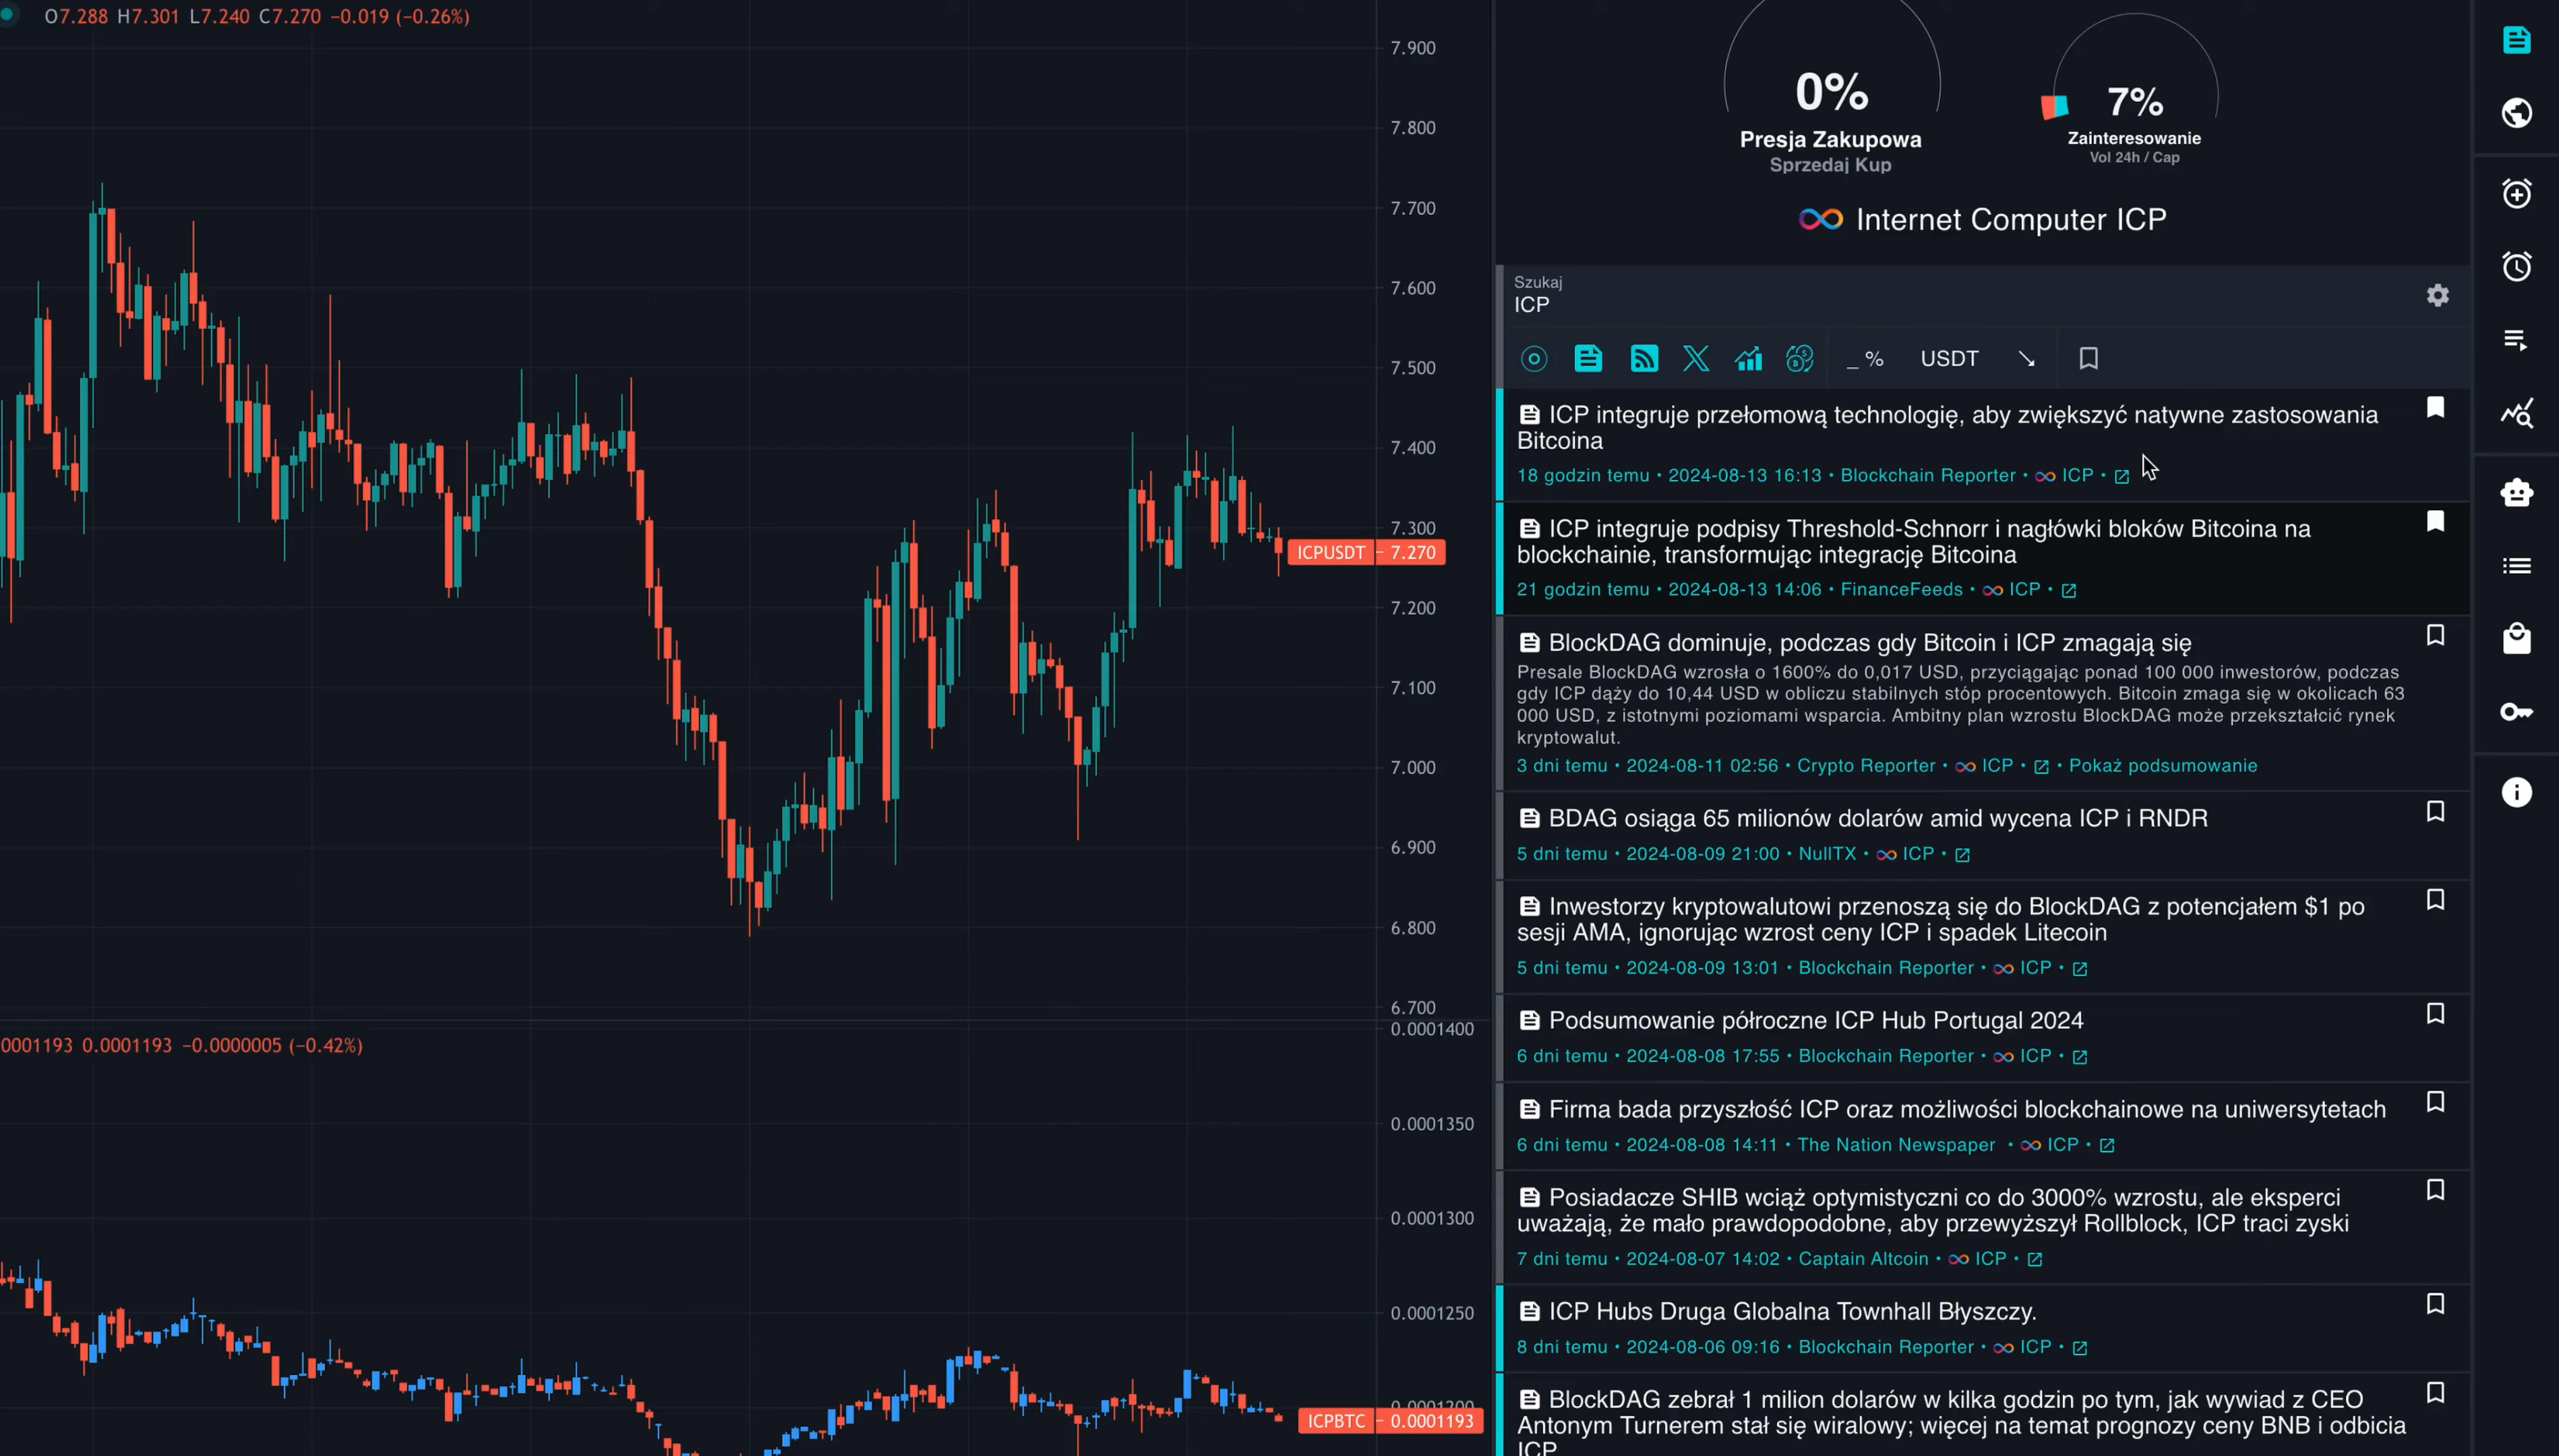 O7.288 H7.301 L7.240 C7.270 −0.019 (−0.26%)
7.900
7.800
7.700
7.600
7.500
7.400
7.300
ICPUSDT 7.270
7.200
7.100
7.000
6.900
6.800
6.700
0001193 0.0001193 −0.0000005 (−0.42%)
0.0001400
0.0001350
0.0001300
0.0001250
0.0001200
ICPBTC 0.0001193
0%
Presja Zakupowa
Sprzedaj Kup
7%
Zainteresowanie
Vol 24h / Cap
Internet Computer ICP
Szukaj
ICP
_ % USDT
ICP integruje przełomową technologię, aby zwiększyć natywne zastosowania
Bitcoina
18 godzin temu • 2024-08-13 16:13 • Blockchain Reporter • ICP •
ICP integruje podpisy Threshold-Schnorr i nagłówki bloków Bitcoina na
blockchainie, transformując integrację Bitcoina
21 godzin temu • 2024-08-13 14:06 • FinanceFeeds • ICP •
BlockDAG dominuje, podczas gdy Bitcoin i ICP zmagają się
Presale BlockDAG wzrosła o 1600% do 0,017 USD, przyciągając ponad 100 000 inwestorów, podczas
gdy ICP dąży do 10,44 USD w obliczu stabilnych stóp procentowych. Bitcoin zmaga się w okolicach 63
000 USD, z istotnymi poziomami wsparcia. Ambitny plan wzrostu BlockDAG może przekształcić rynek
kryptowalut.
3 dni temu • 2024-08-11 02:56 • Crypto Reporter • ICP • • Pokaż podsumowanie
BDAG osiąga 65 milionów dolarów amid wycena ICP i RNDR
5 dni temu • 2024-08-09 21:00 • NullTX • ICP •
Inwestorzy kryptowalutowi przenoszą się do BlockDAG z potencjałem $1 po
sesji AMA, ignorując wzrost ceny ICP i spadek Litecoin
5 dni temu • 2024-08-09 13:01 • Blockchain Reporter • ICP •
Podsumowanie półroczne ICP Hub Portugal 2024
6 dni temu • 2024-08-08 17:55 • Blockchain Reporter • ICP •
Firma bada przyszłość ICP oraz możliwości blockchainowe na uniwersytetach
6 dni temu • 2024-08-08 14:11 • The Nation Newspaper • ICP •
Posiadacze SHIB wciąż optymistyczni co do 3000% wzrostu, ale eksperci
uważają, że mało prawdopodobne, aby przewyższył Rollblock, ICP traci zyski
7 dni temu • 2024-08-07 14:02 • Captain Altcoin • ICP •
ICP Hubs Druga Globalna Townhall Błyszczy.
8 dni temu • 2024-08-06 09:16 • Blockchain Reporter • ICP •
BlockDAG zebrał 1 milion dolarów w kilka godzin po tym, jak wywiad z CEO
Antonym Turnerem stał się wiralowy; więcej na temat prognozy ceny BNB i odbicia
ICP